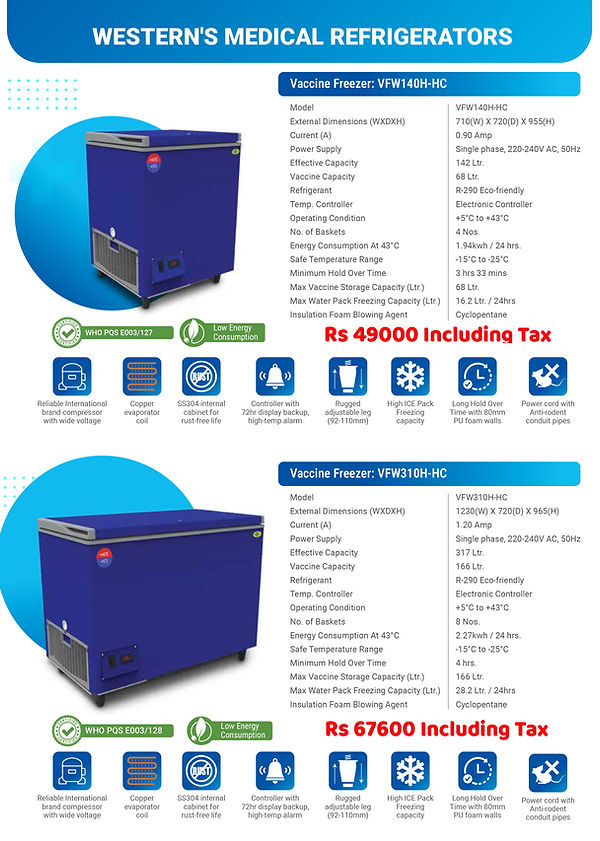 WESTERN'S MEDICAL REFRIGERATORS
Vaccine Freezer: VFW140H-HC
Model VFW140H-HC
External Dimensions (WXDXH) 710(W) X 720(D) X 955(H)
Current (A) 0.90 Amp
Power Supply Single phase, 220-240V AC, 50Hz
Effective Capacity 142 Ltr.
Vaccine Capacity 68 Ltr.
Refrigerant R-290 Eco-friendly
Temp. Controller Electronic Controller
Operating Condition +5°C to +43°C
No. of Baskets 4 Nos.
Energy Consumption At 43°C 1.94kwh / 24 hrs.
Safe Temperature Range -15°C to -25°C
Minimum Hold Over Time 3 hrs 33 mins
Max Vaccine Storage Capacity (Ltr.) 68 Ltr.
Max Water Pack Freezing Capacity (Ltr.) 16.2 Ltr. / 24hrs
Insulation Foam Blowing Agent Cyclopentane
WHO PQS E003/127
Low Energy
Consumption
Rs 49000 Including Tax
RUST
Reliable International
brand compressor
with wide voltage
Copper
evaporator
coil
SS304 internal
cabinet for
rust-free life
Controller with
72hr display backup,
high-temp alarm
Rugged
adjustable leg
(92-110mm)
High ICE Pack
Freezing
capacity
Long Hold Over
Time with 80mm
PU foam walls
Power cord with
Anti-rodent
conduit pipes
Vaccine Freezer: VFW310H-HC
Model VFW310H-HC
External Dimensions (WXDXH) 1230(W) X 720(D) X 965(H)
Current (A) 1.20 Amp
Power Supply Single phase, 220-240V AC, 50Hz
Effective Capacity 317 Ltr.
Vaccine Capacity 166 Ltr.
Refrigerant R-290 Eco-friendly
Temp. Controller Electronic Controller
Operating Condition +5°C to +43°C
No. of Baskets 8 Nos.
Energy Consumption At 43°C 2.27kwh / 24 hrs.
Safe Temperature Range -15°C to -25°C
Minimum Hold Over Time 4 hrs.
Max Vaccine Storage Capacity (Ltr.) 166 Ltr.
Max Water Pack Freezing Capacity (Ltr.) 28.2 Ltr. / 24hrs
Insulation Foam Blowing Agent Cyclopentane
WHO PQS E003/128
Low Energy
Consumption
Rs 67600 Including Tax
RUST
Reliable International
brand compressor
with wide voltage
Copper
evaporator
coil
SS304 internal
cabinet for
rust-free life
Controller with
72hr display backup,
high-temp alarm
Rugged
adjustable leg
(92-110mm)
High ICE Pack
Freezing
capacity
Long Hold Over
Time with 80mm
PU foam walls
Power cord with
Anti-rodent
conduit pipes